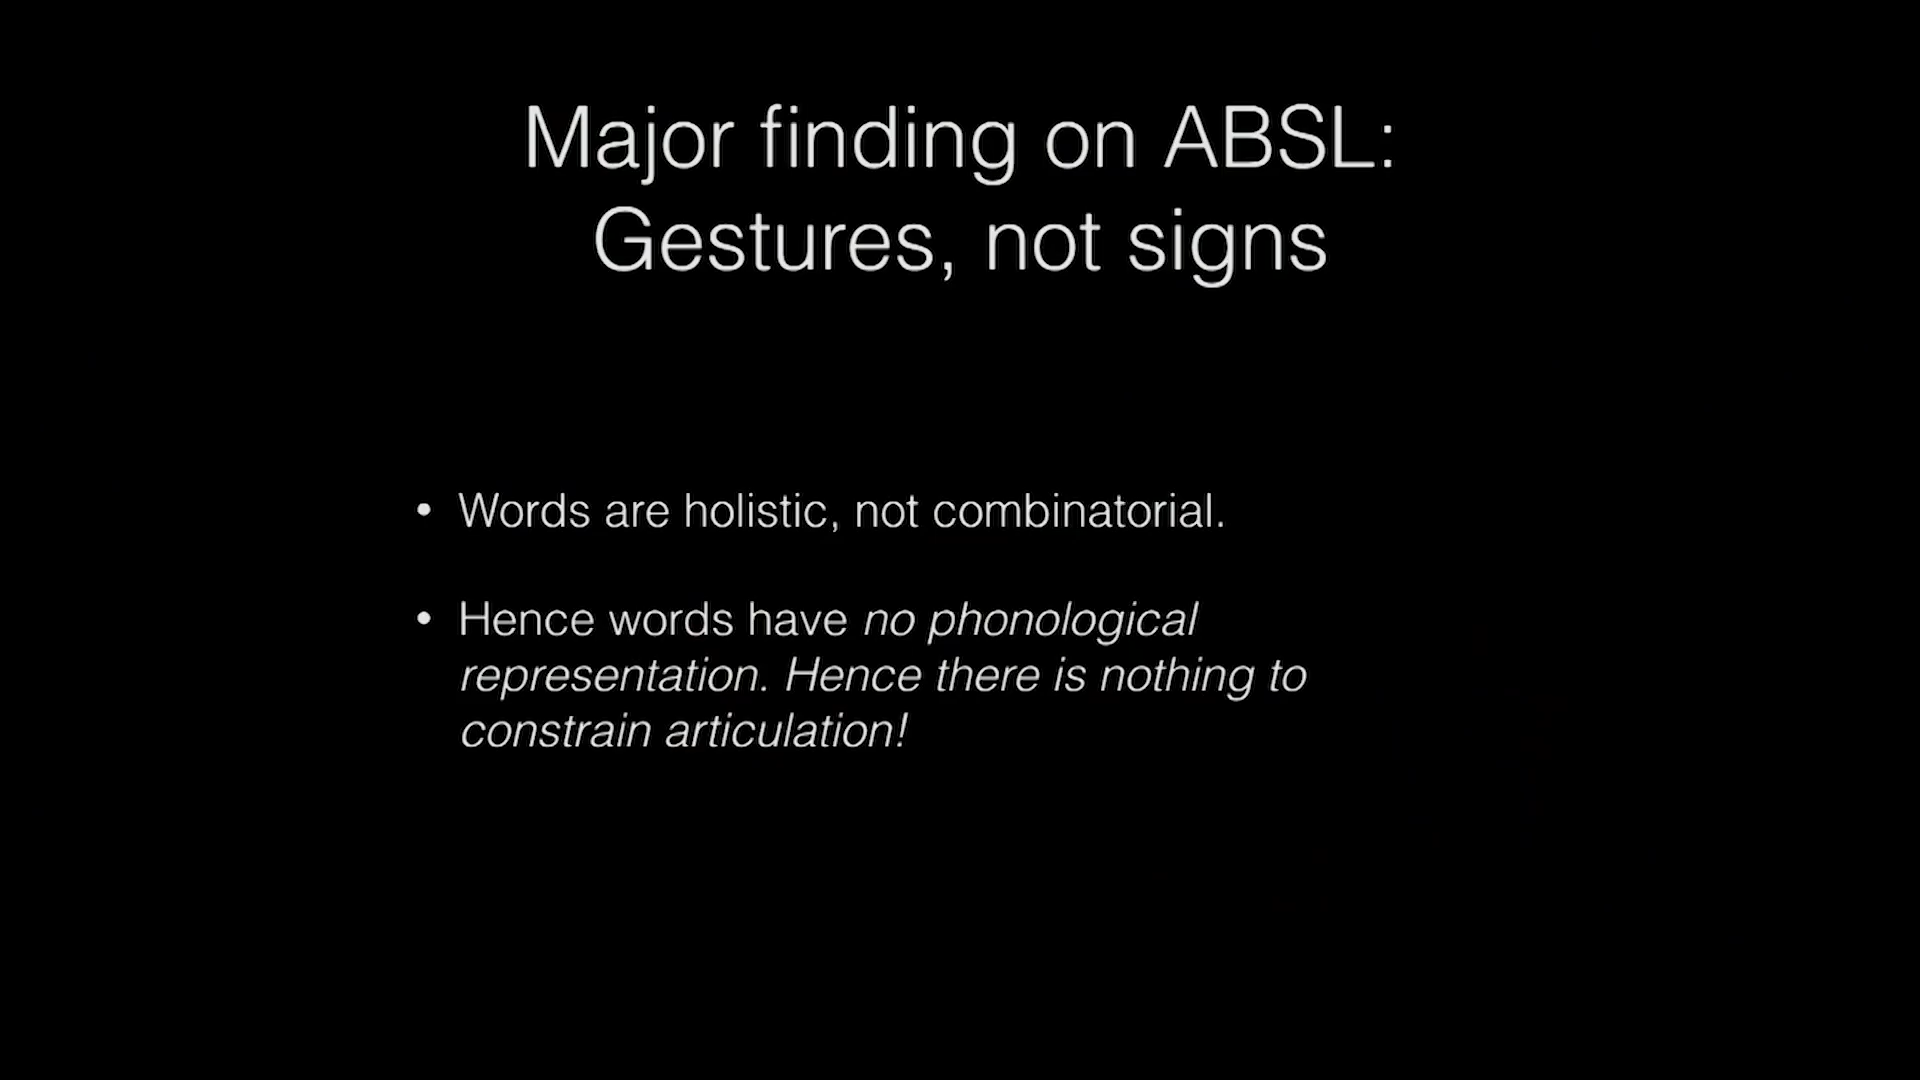 Major finding on ABSL:
Gestures, not signs
• Words are holistic, not combinatorial.
• Hence words have no phonological
representation. Hence there is nothing to
constrain articulation!